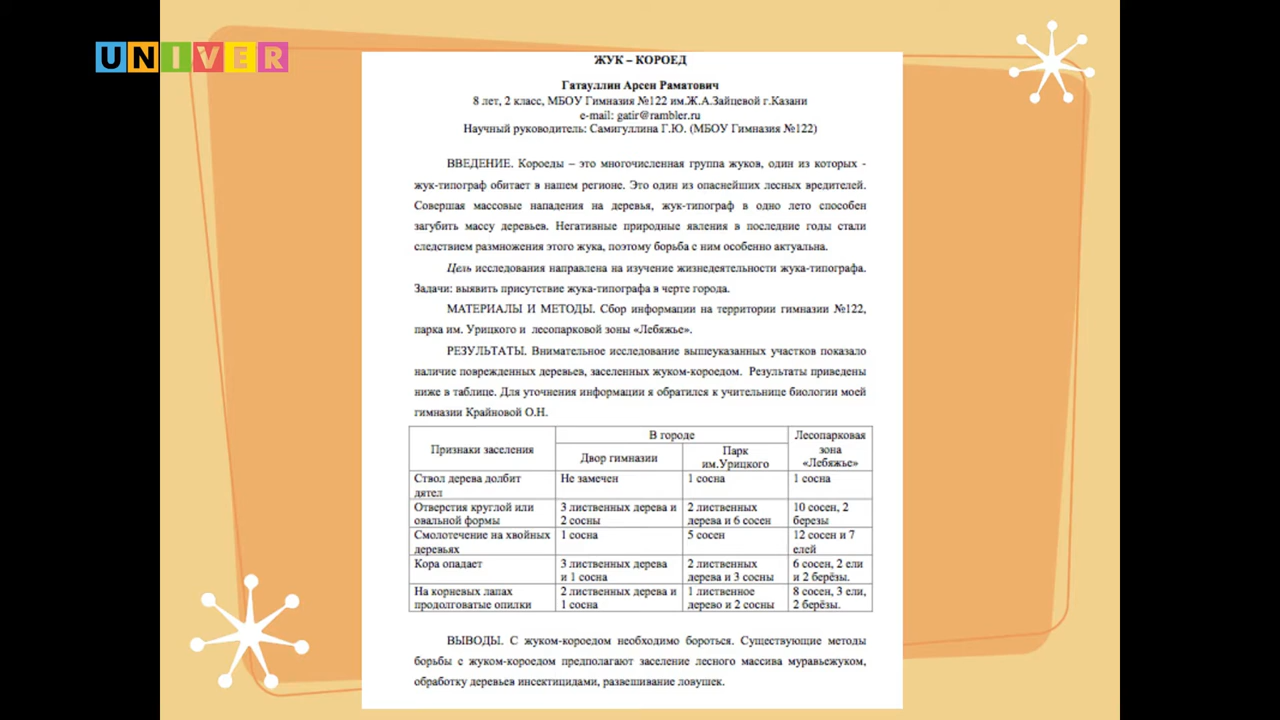 UNIVER
ЖУК – КОРОЕД
Гатауллин Арсен Раматович
8 лет, 2 класс, МБОУ Гимназия №122 им.Ж.А.Зайцевой г.Казани
e-mail: gatir@rambler.ru
Научный руководитель: Самигуллина Г.Ю. (МБОУ Гимназия №122)
ВВЕДЕНИЕ. Короеды – это многочисленная группа жуков, один из которых -
жук-типограф обитает в нашем регионе. Это один из опаснейших лесных вредителей.
Совершая массовые нападения на деревья, жук-типограф в одно лето способен
загубить массу деревьев. Негативные природные явления в последние годы стали
следствием размножения этого жука, поэтому борьба с ним особенно актуальна.
Цель исследования направлена на изучение жизнедеятельности жука-типографа.
Задачи: выявить присутствие жука-типографа в черте города.
МАТЕРИАЛЫ И МЕТОДЫ. Сбор информации на территории гимназии №122,
парка им. Урицкого и лесопарковой зоны «Лебяжье».
РЕЗУЛЬТАТЫ. Внимательное исследование вышеуказанных участков показало
наличие поврежденных деревьев, заселенных жуком-короедом. Результаты приведены
ниже в таблице. Для уточнения информации я обратился к учительнице биологии моей
гимназии Крайновой О.Н.
Признаки заселения
В городе
Двор гимназии
Парк
им.Урицкого
Лесопарковая
зона
«Лебяжье»
Ствол дерева долбит
дятел
Не замечен
1 сосна
1 сосна
Отверстия круглой или
овальной формы
3 лиственных дерева и
2 сосны
2 лиственных
дерева и 6 сосен
10 сосен, 2
березы
Смолотечение на хвойных
деревьях
1 сосна
5 сосен
12 сосен и 7
елей
Кора опадает
3 лиственных дерева
и 1 сосна
2 лиственных
дерева и 3 сосны
6 сосен, 2 ели
и 2 берёзы.
На корневых лапах
продолговатые опилки
2 лиственных дерева и
1 сосна
1 лиственное
дерево и 2 сосны
8 сосен, 3 ели,
2 берёзы.
ВЫВОДЫ. С жуком-короедом необходимо бороться. Существующие методы
борьбы с жуком-короедом предполагают заселение лесного массива муравьежуком,
обработку деревьев инсектицидами, развешивание ловушек.